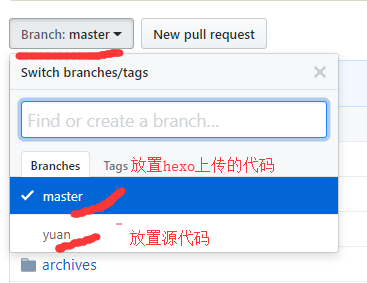 Branch: master New pull request
Switch branches/tags
Find or create a branch...
Branches Tags 放置hexo上传的代码
master
yuan 放置源代码
archives